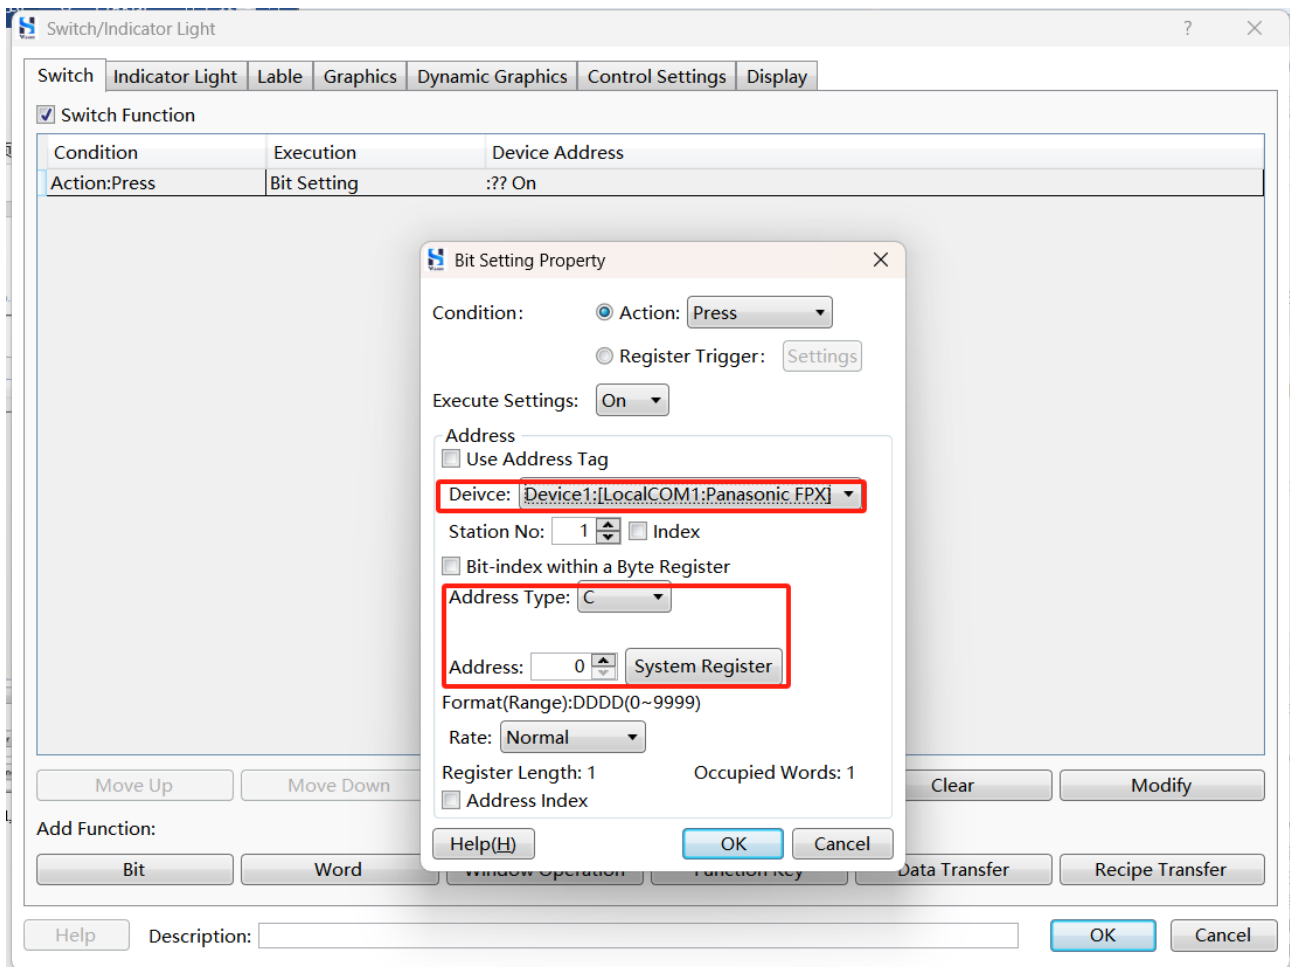 Switch/Indicator Light ?
Switch Indicator Light Lable Graphics Dynamic Graphics Control Settings Display
Switch Function
Condition Execution Device Address
Action:Press Bit Setting :?? On
Bit Setting Property
Condition: Action: Press
Register Trigger: Settings
Execute Settings: On
Address
Use Address Tag
Deivce: Device1:[LocalCOM1:Panasonic FPX]
Station No: 1 Index
Bit-index within a Byte Register
Address Type: C
Address: 0 System Register
Format(Range):DDDD(0~9999)
Rate: Normal
Register Length: 1 Occupied Words: 1
Address Index
Help(H) OK Cancel
Move Up Move Down Clear Modify
Add Function:
Bit Word Window Operation Function Key Data Transfer Recipe Transfer
Help Description: OK Cancel